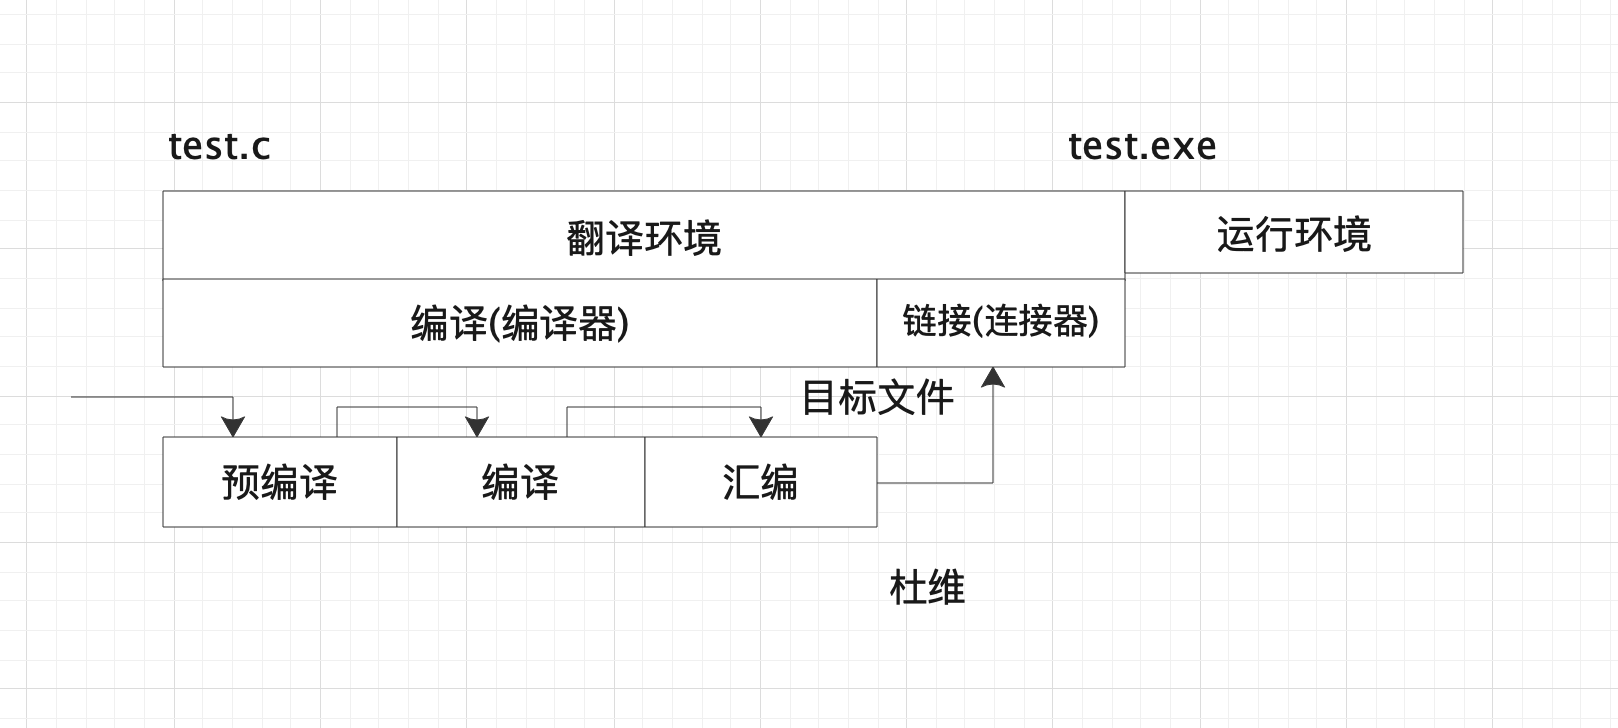 test.c
test.exe
翻译环境
运行环境
编译(编译器)
链接(连接器)
目标文件
预编译
编译
汇编
杜维